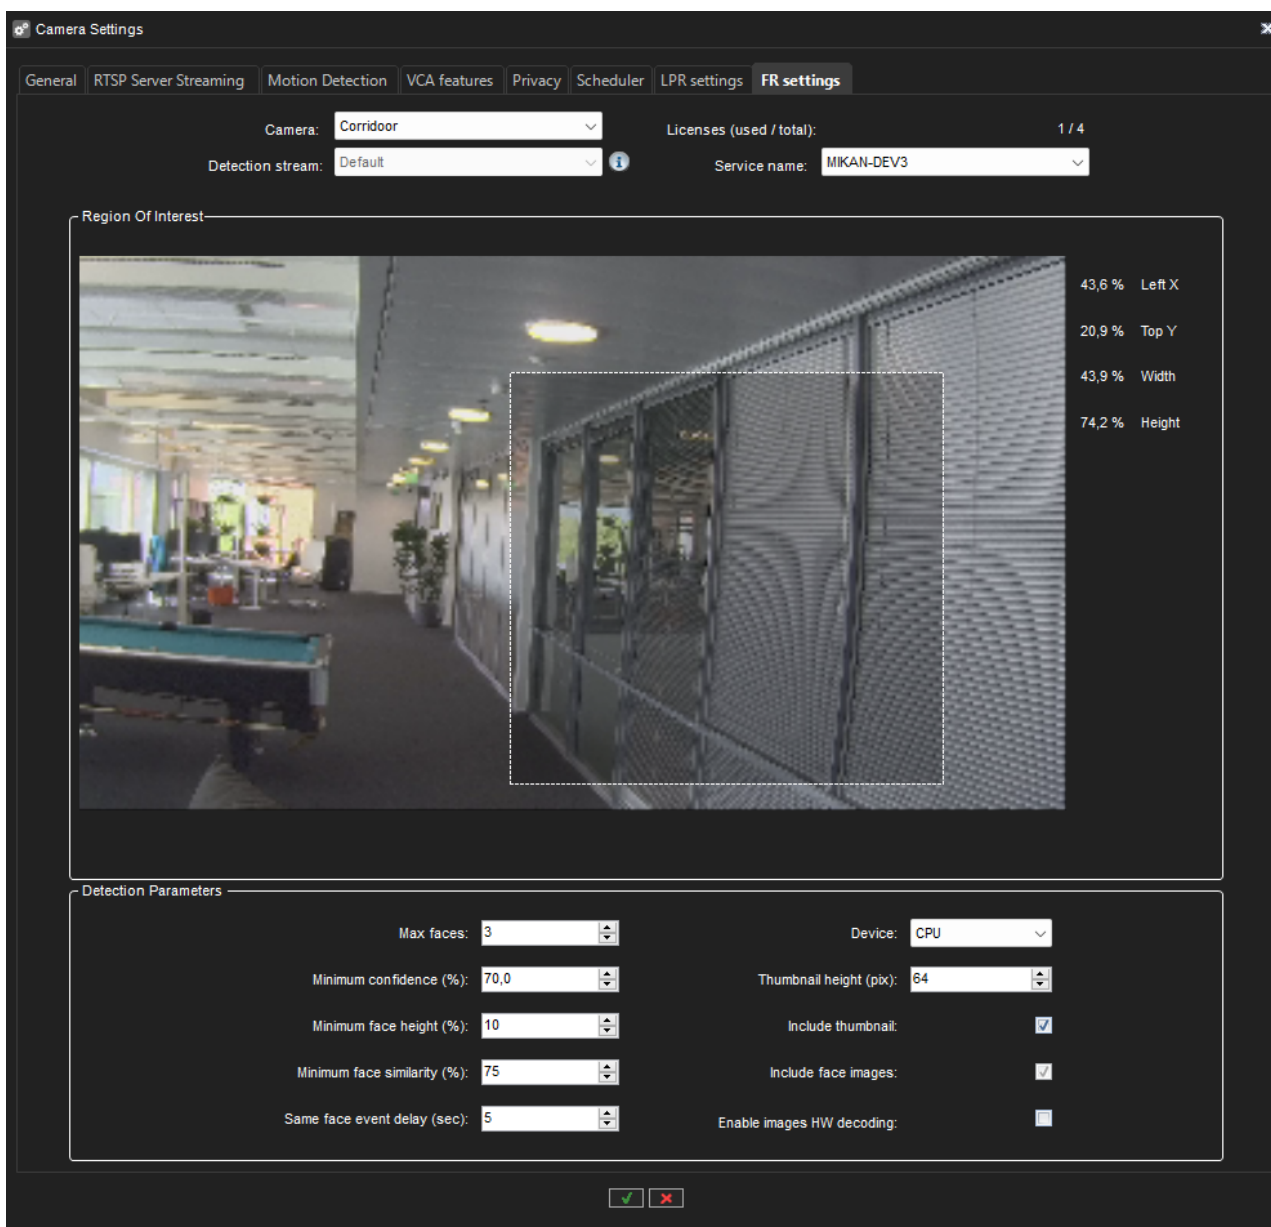 Camera Settings
General RTSP Server Streaming Motion Detection VCA features Privacy Scheduler LPR settings FR settings
Camera: Corridoor Licenses (used / total): 1 / 4
Detection stream: Default Service name: MIKAN-DEV3
Region Of Interest
43,6 % Left X
20,9 % Top Y
43,9 % Width
74,2 % Height
Detection Parameters
Max faces: 3 Device: CPU
Minimum confidence (%): 70,0 Thumbnail height (pix): 64
Minimum face height (%): 10 Include thumbnail:
Minimum face similarity (%): 75 Include face images:
Same face event delay (sec): 5 Enable images HW decoding: